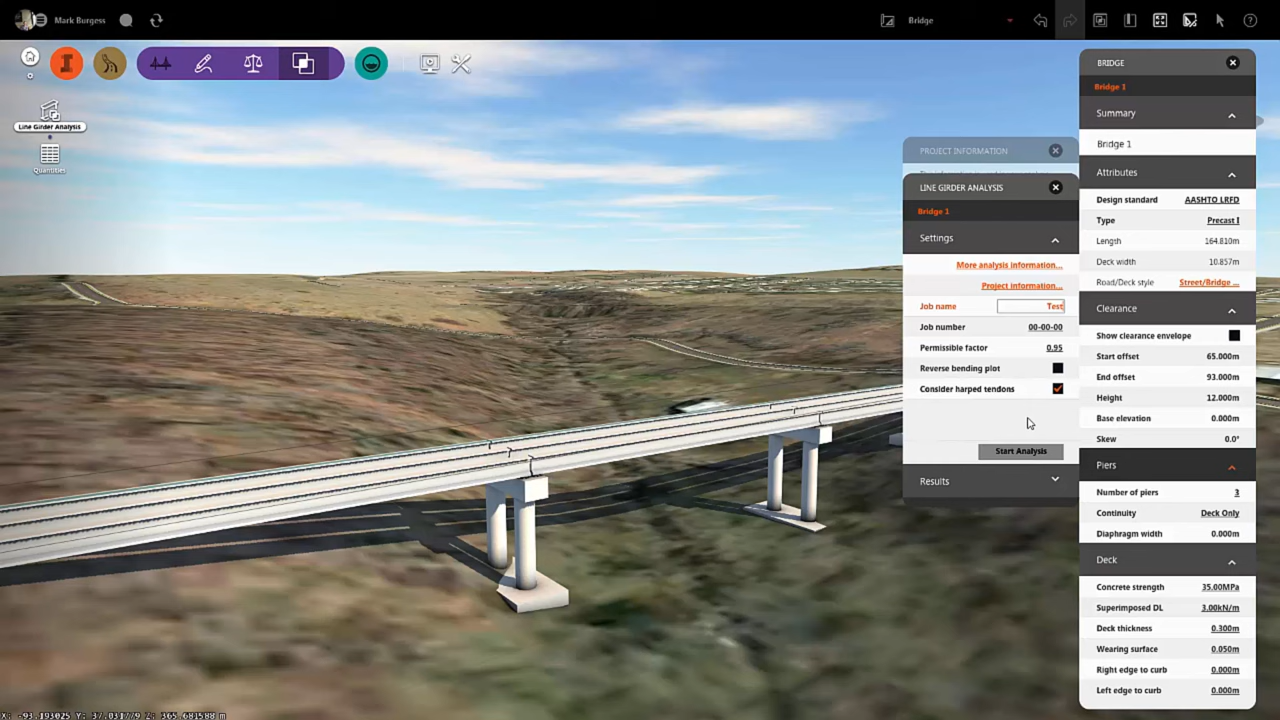 Mark Burgess
Bridge
Line Girder Analysis
Quantities
PROJECT INFORMATION
LINE GIRDER ANALYSIS
Bridge 1
Settings
More analysis information...
Project information...
Job name Test
Job number 00-00-00
Permissible factor 0.95
Reverse bending plot
Consider harped tendons
Start Analysis
Results
BRIDGE
Bridge 1
Summary
Bridge 1
Attributes
Design standard AASHTO LRFD
Type Precast I
Length 164.810m
Deck width 10.857m
Road/Deck style Street/Bridge ...
Clearance
Show clearance envelope
Start offset 65.000m
End offset 93.000m
Height 12.000m
Base elevation 0.000m
Skew 0.0°
Piers
Number of piers 3
Continuity Deck Only
Diaphragm width 0.000m
Deck
Concrete strength 35.00MPa
Superimposed DL 3.00kN/m
Deck thickness 0.300m
Wearing surface 0.050m
Right edge to curb 0.000m
Left edge to curb 0.000m
X: -93.193025 Y: 37.031779 Z: 365.681588 m